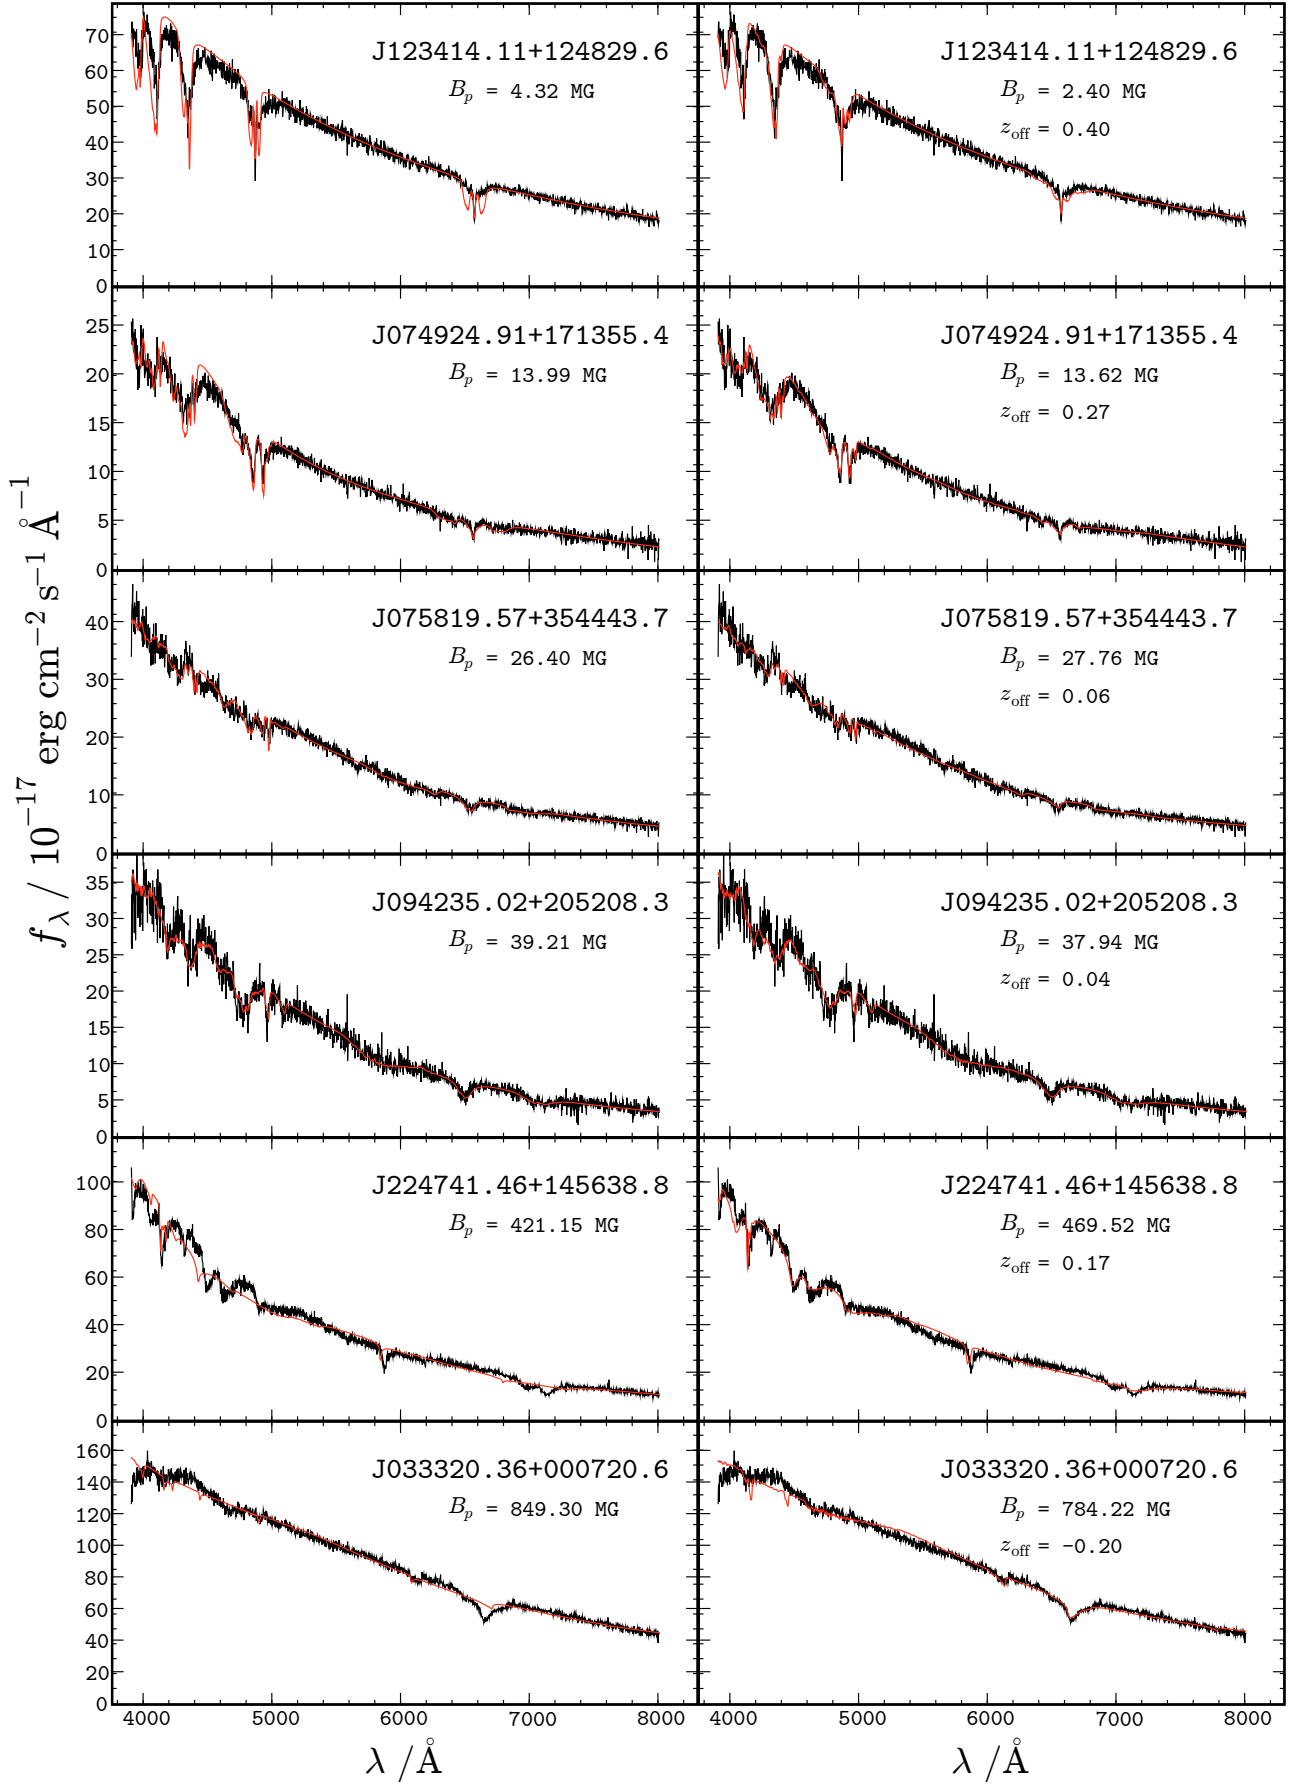 f_λ / 10⁻¹⁷ erg cm⁻² s⁻¹ Å⁻¹
J123414.11+124829.6
B_p = 4.32 MG
70
60
50
40
30
20
10
0
J123414.11+124829.6
B_p = 2.40 MG
z_off = 0.40
J074924.91+171355.4
B_p = 13.99 MG
25
20
15
10
5
0
J074924.91+171355.4
B_p = 13.62 MG
z_off = 0.27
J075819.57+354443.7
B_p = 26.40 MG
40
30
20
10
0
J075819.57+354443.7
B_p = 27.76 MG
z_off = 0.06
J094235.02+205208.3
B_p = 39.21 MG
35
30
25
20
15
10
5
0
J094235.02+205208.3
B_p = 37.94 MG
z_off = 0.04
J224741.46+145638.8
B_p = 421.15 MG
100
80
60
40
20
0
J224741.46+145638.8
B_p = 469.52 MG
z_off = 0.17
J033320.36+000720.6
B_p = 849.30 MG
160
140
120
100
80
60
40
20
0
J033320.36+000720.6
B_p = 784.22 MG
z_off = -0.20
4000 5000 6000 7000 8000
4000 5000 6000 7000 8000
λ /Å
λ /Å